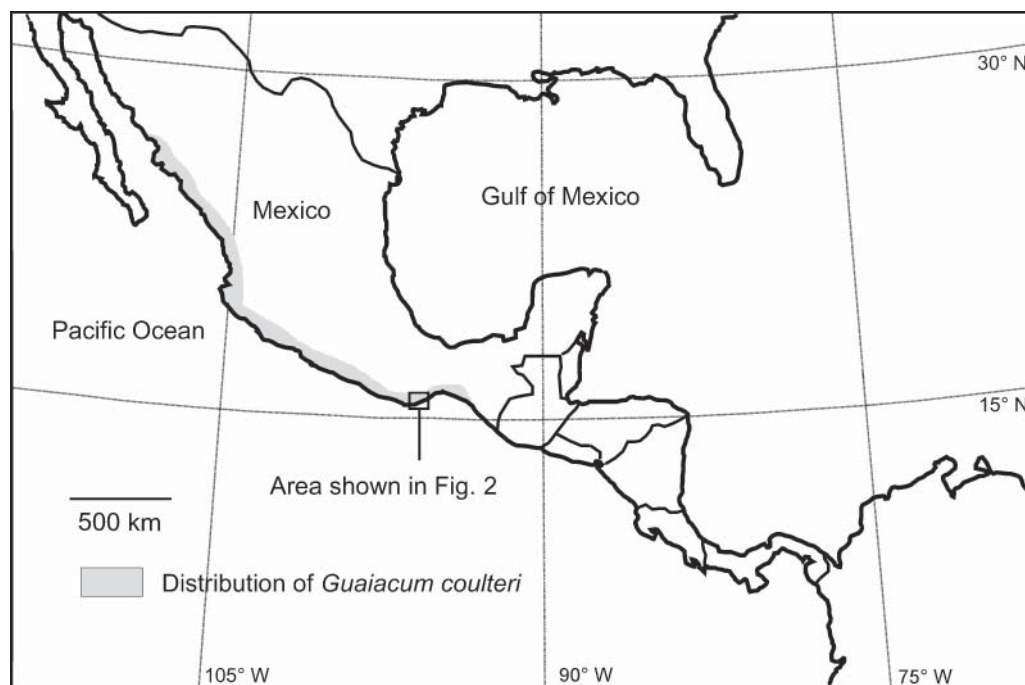 30° N
Mexico
Gulf of Mexico
Pacific Ocean
15° N
Area shown in Fig. 2
500 km
Distribution of Guaiacum coulteri
105° W
90° W
75° W